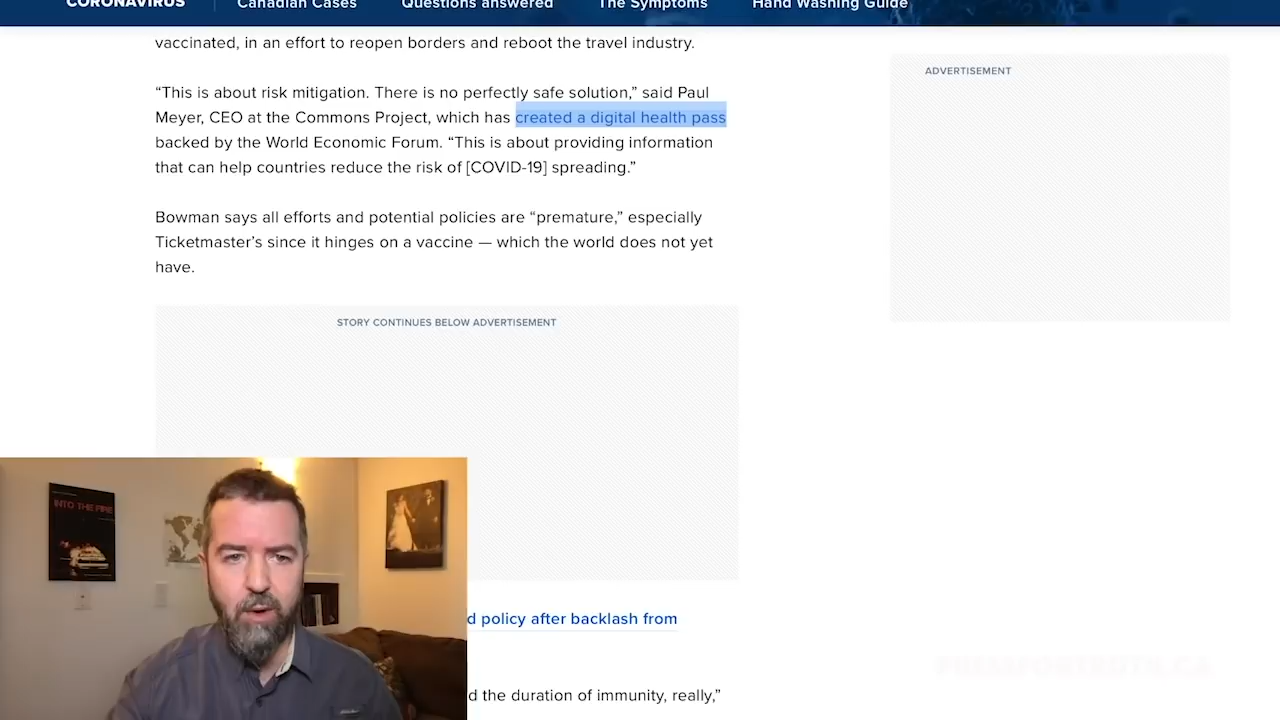 CORONAVIRUS Canadian Cases Questions answered The Symptoms Hand Washing Guide
vaccinated, in an effort to reopen borders and reboot the travel industry.
ADVERTISEMENT
“This is about risk mitigation. There is no perfectly safe solution,” said Paul
Meyer, CEO at the Commons Project, which has created a digital health pass
backed by the World Economic Forum. “This is about providing information
that can help countries reduce the risk of [COVID-19] spreading.”
Bowman says all efforts and potential policies are “premature,” especially
Ticketmaster’s since it hinges on a vaccine — which the world does not yet
have.
STORY CONTINUES BELOW ADVERTISEMENT
INTO THE FIRE
d policy after backlash from
d the duration of immunity, really,”